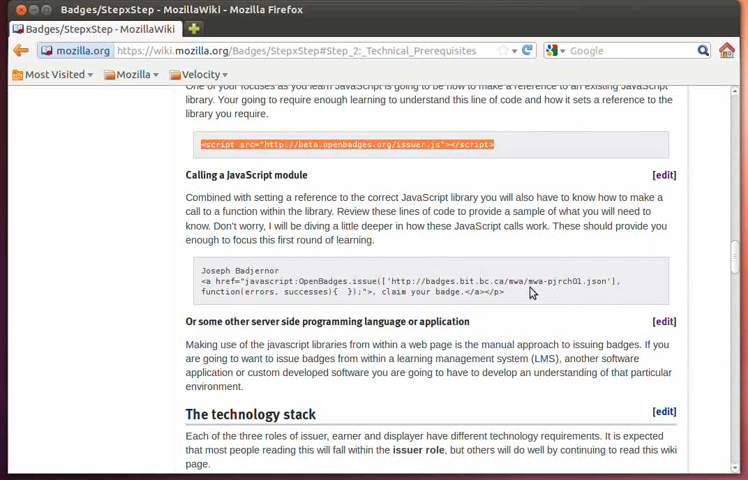 Badges/StepxStep - MozillaWiki - Mozilla Firefox
Badges/StepxStep - MozillaWiki
mozilla.org https://wiki.mozilla.org/Badges/StepxStep#Step_2:_Technical_Prerequisites Google
Most Visited Mozilla Velocity
One of your focuses as you learn JavaScript is going to be how to make a reference to an existing JavaScript
library. Your going to require enough learning to understand this line of code and how it sets a reference to the
library you require.
<script src="http://beta.openbadges.org/issuer.js"></script>
Calling a JavaScript module [edit]
Combined with setting a reference to the correct JavaScript library you will also have to know how to make a
call to a function within the library. Review these lines of code to provide a sample of what you will need to
know. Don't worry, I will be diving a little deeper in how these JavaScript calls work. These should provide you
enough to focus this first round of learning.
Joseph Badjernor
<a href="javascript:OpenBadges.issue(['http://badges.bit.bc.ca/mwa/mwa-pjrch01.json'],
function(errors, successes){  });">, claim your badge.</a></p>
Or some other server side programming language or application [edit]
Making use of the javascript libraries from within a web page is the manual approach to issuing badges. If you
are going to want to issue badges from within a learning management system (LMS), another software
application or custom developed software you are going to have to develop an understanding of that particular
environment.
The technology stack [edit]
Each of the three roles of issuer, earner and displayer have different technology requirements. It is expected
that most people reading this will fall within the issuer role, but others will do well by continuing to read this wiki
page.